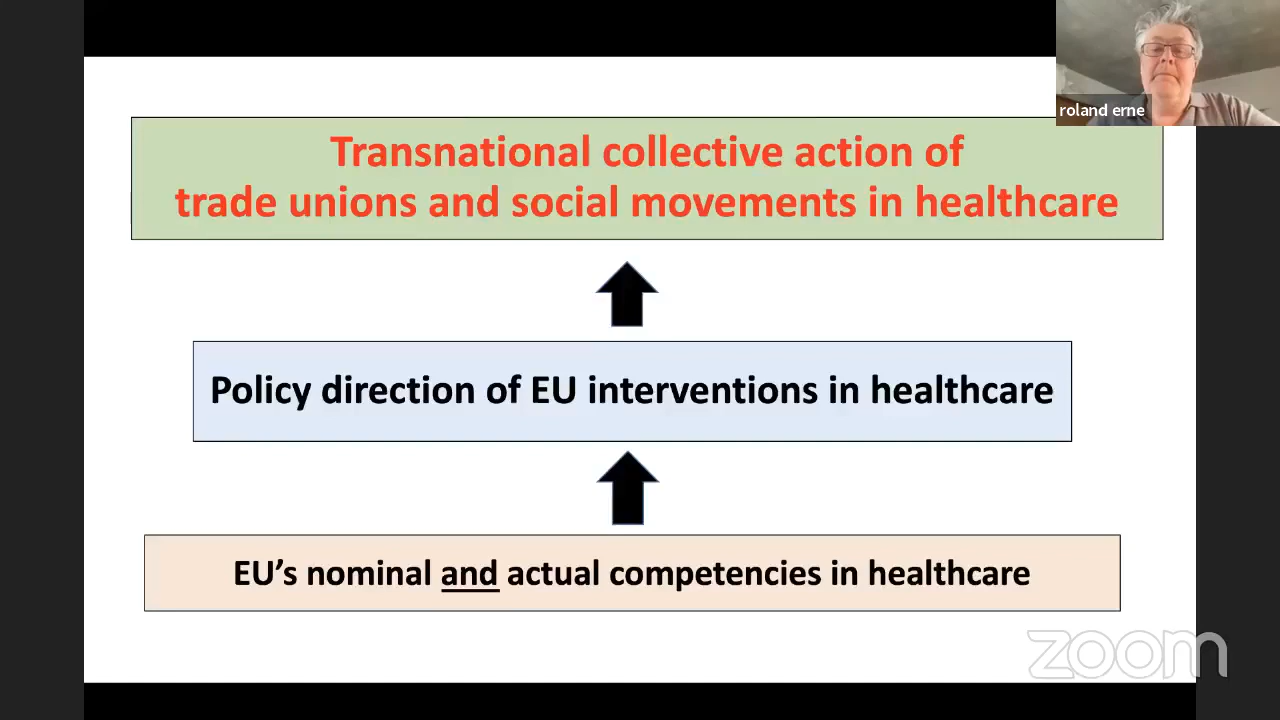 roland erne
Transnational collective action of
trade unions and social movements in healthcare
Policy direction of EU interventions in healthcare
EU’s nominal and actual competencies in healthcare
zoom